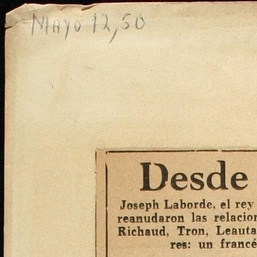 MAYO 12, 50
Desde
Joseph Laborde, el rey
reanudaron las relacion
Richaud, Tron, Leauta
res: un francé